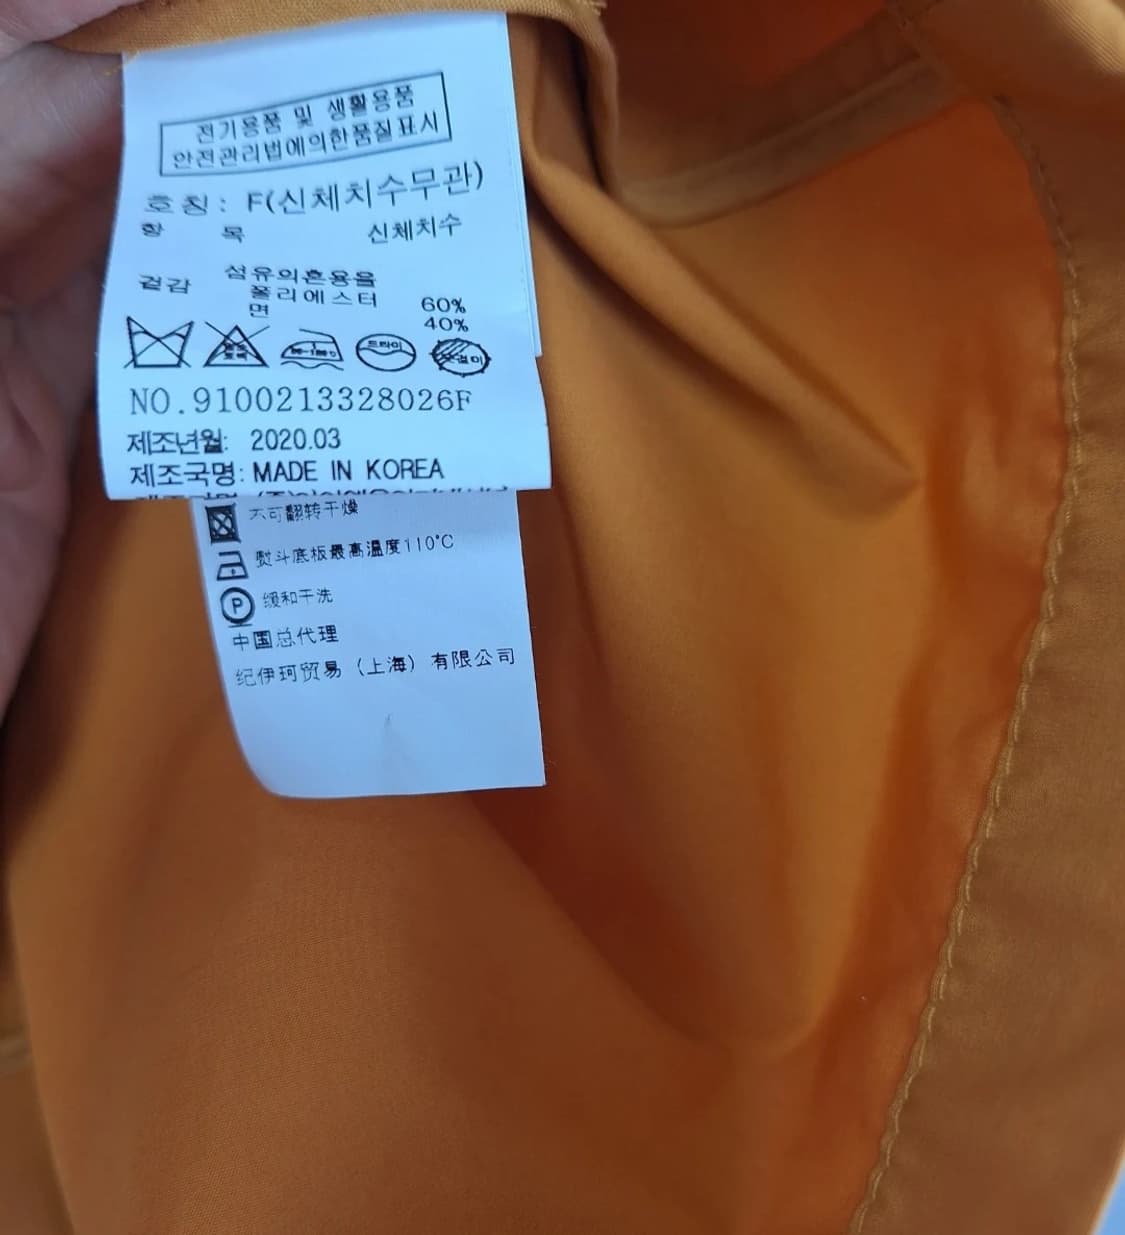 전기용품 및 생활용품
안전관리법에의한품질표시
호칭: F(신체치수무관)
항 목 신체치수
섬유의혼용율
겉감 폴리에스터 60%
면 40%
드라이
NO.9100213328026F
제조년월: 2020.03
제조국명: MADE IN KOREA
不可翻转干燥
熨斗底板最高温度110℃
P 缓和干洗
中国总代理
纪伊珂贸易（上海）有限公司